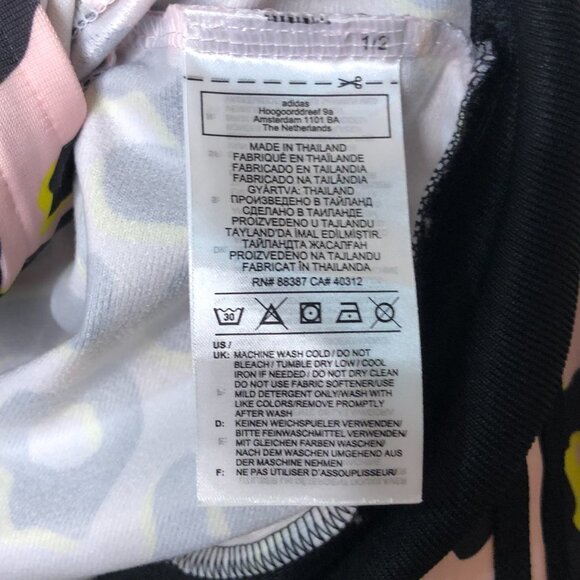 1/2
adidas
Hoogoorddreef 9a
Amsterdam 1101 BA
The Netherlands
MADE IN THAILAND
FABRIQUÉ EN THAÏLANDE
FABRICADO EN TAILANDIA
FABRICADO NA TAILÂNDIA
GYÁRTVA: THAILAND
ПРОИЗВЕДЕНО В ТАЙДАНД
СДЕЛАНО В ТАИЛАНДЕ
PROIZVEDENO U TAJLANDU
TAYLAND'DA İMAL EDİLMİSTİR.
ТАЙЛАНДТА ЖАСАЛҒАН
PROIZVEDENO NA TAJLANDU
FABRICAT ÎN THAILANDA
RN# 88387 CA# 40312
30
US /
UK: MACHINE WASH COLD / DO NOT
BLEACH / TUMBLE DRY LOW / COOL
IRON IF NEEDED / DO NOT DRY CLEAN
DO NOT USE FABRIC SOFTENER/USE
MILD DETERGENT ONLY/WASH WITH
LIKE COLORS/REMOVE PROMPTLY
AFTER WASH
D: KEINEN WEICHSPUELER VERWENDEN/
BITTE FEINWASCHMITTEL VERWENDEN/
MIT GLEICHEN FARBEN WASCHEN/
NACH DEM WASCHEN UMGEHEND AUS
DER MASCHINE NEHMEN
F: NE PAS UTILISER D'ASSOUPLISSEUR/